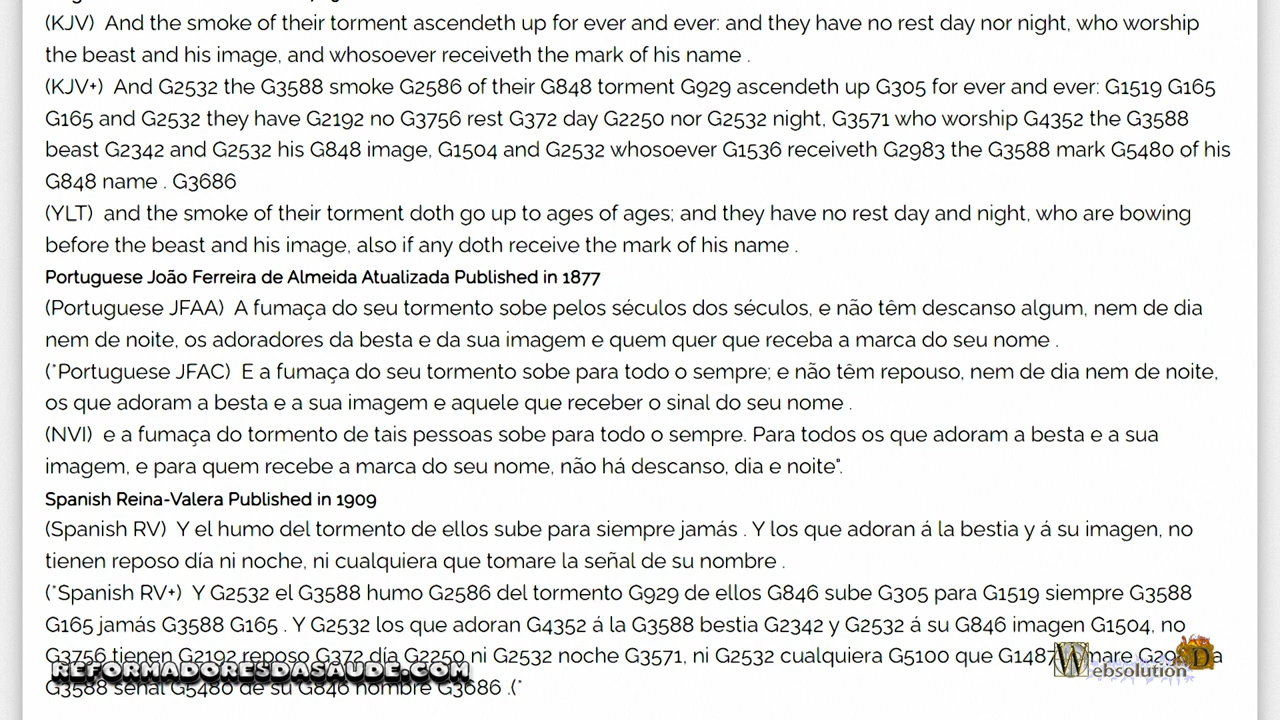 (KJV) And the smoke of their torment ascendeth up for ever and ever: and they have no rest day nor night, who worship
the beast and his image, and whosoever receiveth the mark of his name .
(KJV+) And G2532 the G3588 smoke G2586 of their G848 torment G929 ascendeth up G305 for ever and ever: G1519 G165
G165 and G2532 they have G2192 no G3756 rest G372 day G2250 nor G2532 night, G3571 who worship G4352 the G3588
beast G2342 and G2532 his G848 image, G1504 and G2532 whosoever G1536 receiveth G2983 the G3588 mark G5480 of his
G848 name . G3686
(YLT) and the smoke of their torment doth go up to ages of ages; and they have no rest day and night, who are bowing
before the beast and his image, also if any doth receive the mark of his name .
Portuguese João Ferreira de Almeida Atualizada Published in 1877
(Portuguese JFAA) A fumaça do seu tormento sobe pelos séculos dos séculos, e não têm descanso algum, nem de dia
nem de noite, os adoradores da besta e da sua imagem e quem quer que receba a marca do seu nome .
(*Portuguese JFAC) E a fumaça do seu tormento sobe para todo o sempre; e não têm repouso, nem de dia nem de noite,
os que adoram a besta e a sua imagem e aquele que receber o sinal do seu nome .
(NVI) e a fumaça do tormento de tais pessoas sobe para todo o sempre. Para todos os que adoram a besta e a sua
imagem, e para quem recebe a marca do seu nome, não há descanso, dia e noite".
Spanish Reina-Valera Published in 1909
(Spanish RV) Y el humo del tormento de ellos sube para siempre jamás . Y los que adoran á la bestia y á su imagen, no
tienen reposo día ni noche, ni cualquiera que tomare la señal de su nombre .
(*Spanish RV+) Y G2532 el G3588 humo G2586 del tormento G929 de ellos G846 sube G305 para G1519 siempre G3588
G165 jamás G3588 G165 . Y G2532 los que adoran G4352 á la G3588 bestia G2342 y G2532 á su G846 imagen G1504, no
G3756 tienen G2192 reposo G372 día G2250 ni G2532 noche G3571, ni G2532 cualquiera G5100 que G1487
G3588 señal G5480 de su G846 nombre G3686 .(*
REFORMADORESDASAUDE.COM
Websolution D